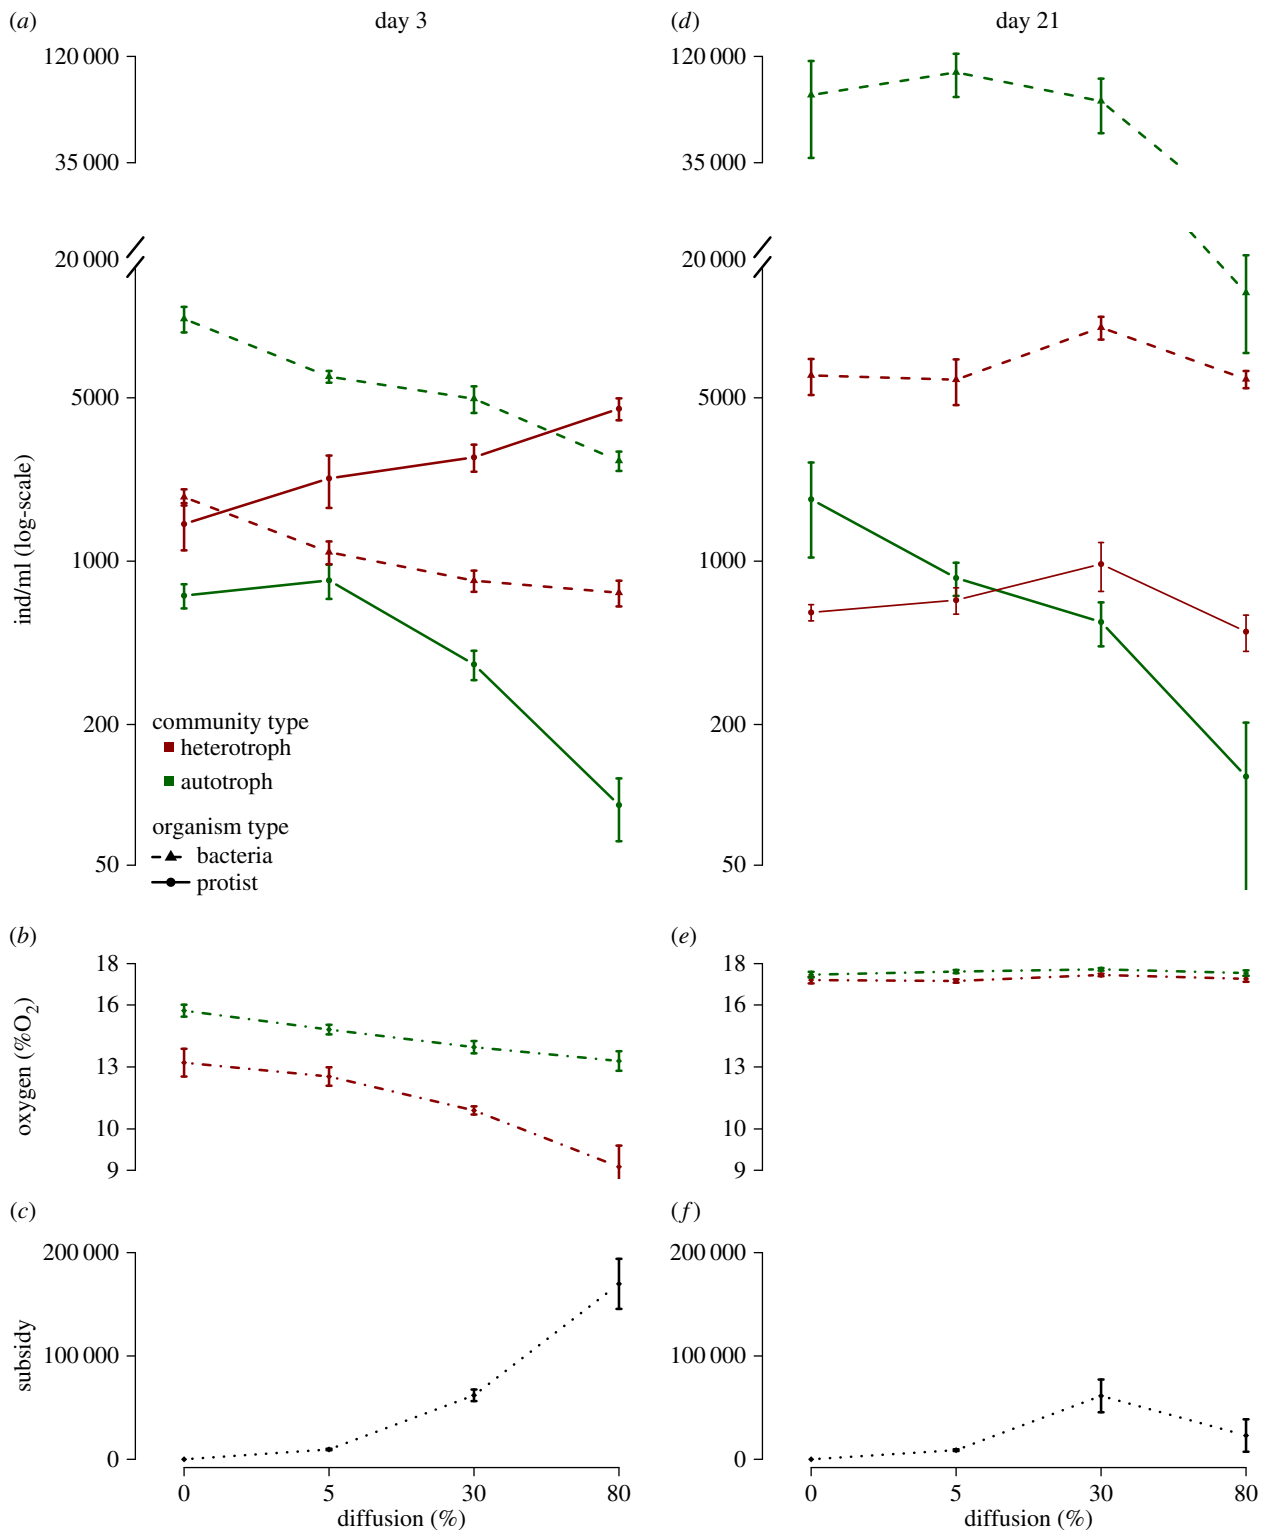 (a) day 3
120 000
35 000
20 000
5000
1000
200
50
ind/ml (log-scale)
community type
heterotroph
autotroph
organism type
bacteria
protist
(d) day 21
120 000
35 000
20 000
5000
1000
200
50
(b)
18
16
13
10
9
oxygen (%O2)
(e)
18
16
13
10
9
(c)
200 000
100 000
0
subsidy
0 5 30 80
diffusion (%)
(f)
200 000
100 000
0
0 5 30 80
diffusion (%)